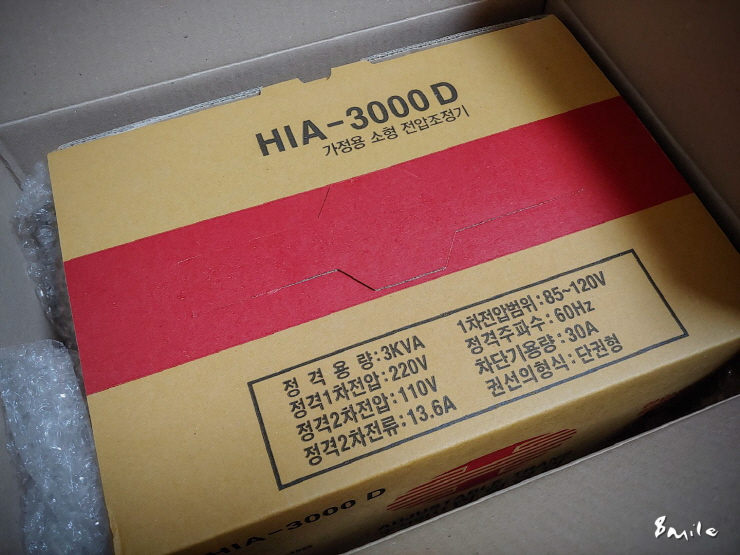 HIA-3000D
가정용 소형 전압조정기
정격용량:3KVA
정격1차전압:220V
정격2차전압:110V
정격2차전류:13.6A
1차전압범위:85~120V
정격주파수:60Hz
차단기용량:30A
권선의형식:단권형
HIA-3000 D
8mile